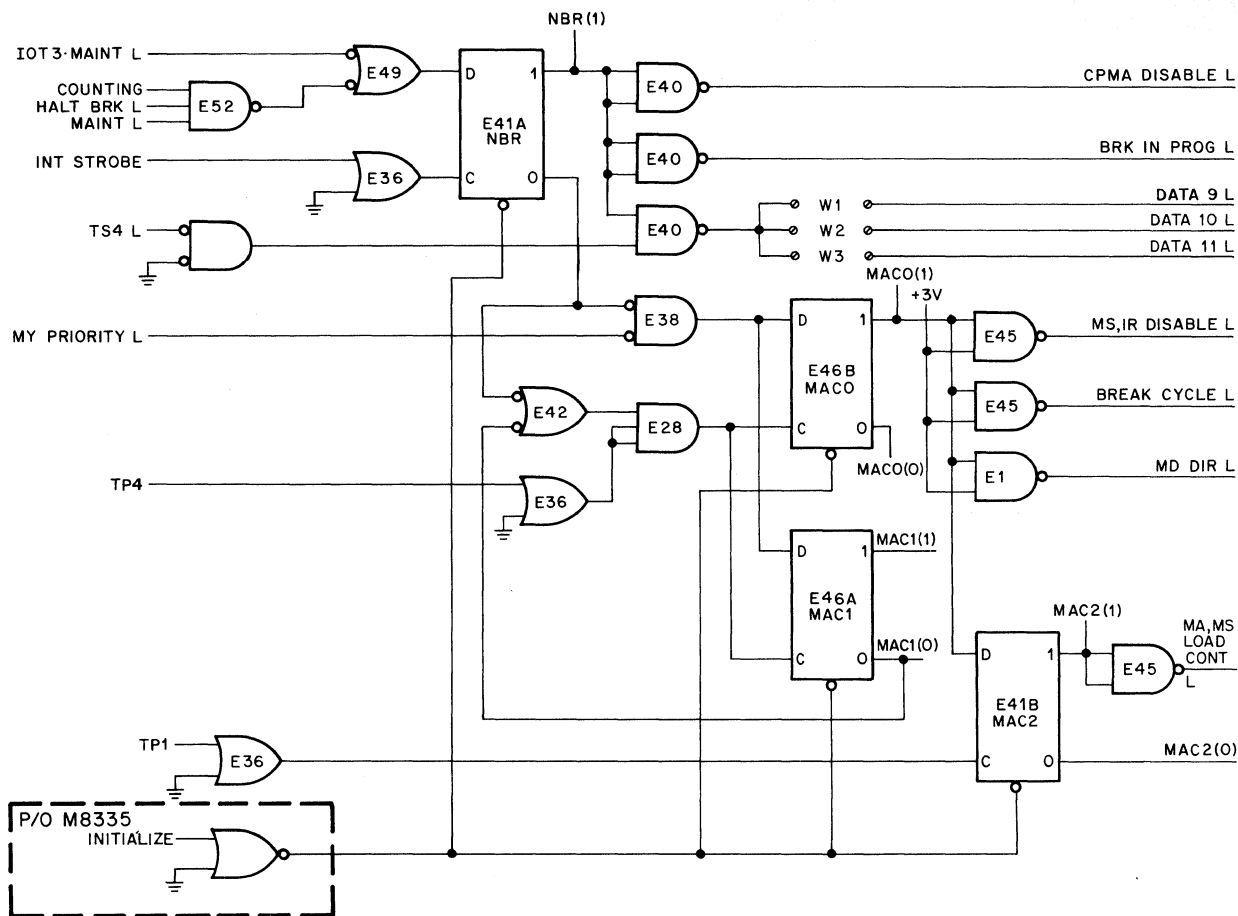 NBR(1)
IOT3·MAINT L
E49
D 1
COUNTING
HALT BRK L
MAINT L
E52
E41A
NBR
E40
CPMA DISABLE L
INT STROBE
E36
C 0
E40
BRK IN PROG L
TS4 L
E40
W1
DATA 9 L
W2
DATA 10 L
W3
DATA 11 L
MAC0(1)
+3V
MY PRIORITY L
E38
D 1
E46B
MAC0
E45
MS,IR DISABLE L
E42
E28
C 0
MAC0(0)
E45
BREAK CYCLE L
TP4
E36
E1
MD DIR L
D 1
MAC1(1)
E46A
MAC1
C 0
MAC1(0)
MAC2(1)
MA,MS
LOAD
CONT
L
D 1
E45
E41B
MAC2
TP1
E36
C 0
MAC2(0)
P/O M8335
INITIALIZE